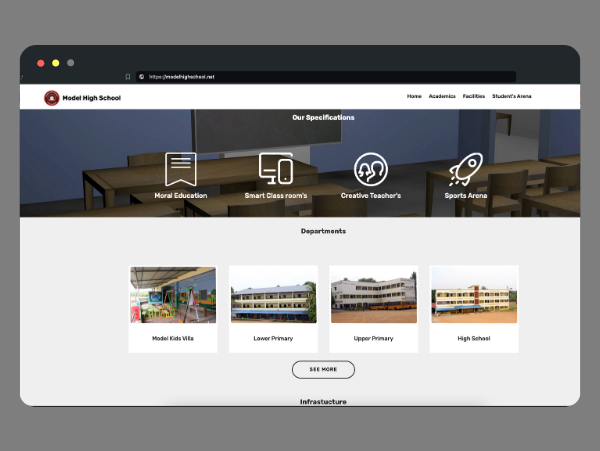 https://modelhighschool.net
Model High School
Home Academics Facilities Student's Arena
Our Specifications
Moral Education Smart Class room's Creative Teacher's Sports Arena
Departments
Model Kids Villa Lower Primary Upper Primary High School
SEE MORE
Infrastucture